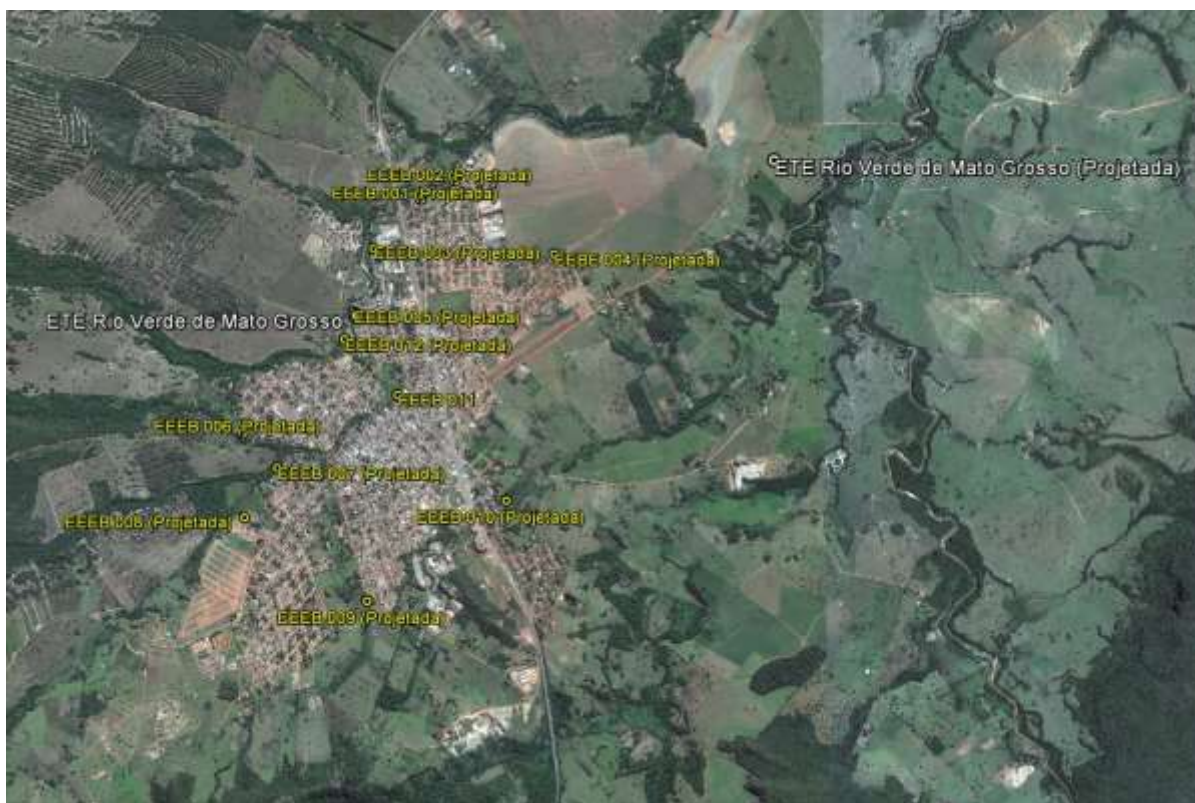 ETE Rio Verde de Mato Grosso (Projetada)
EEEB 002 (Projetada)
EEEB 001 (Projetada)
EEEB 003 (Projetada)
EEBE 004 (Projetada)
EEEB 005 (Projetada)
ETE Rio Verde de Mato Grosso
EEEB 012 (Projetada)
EEEB 011
EEEB 006 (Projetada)
EEEB 007 (Projetada)
EEEB 008 (Projetada)
EEEB 010 (Projetada)
EEEB 009 (Projetada)